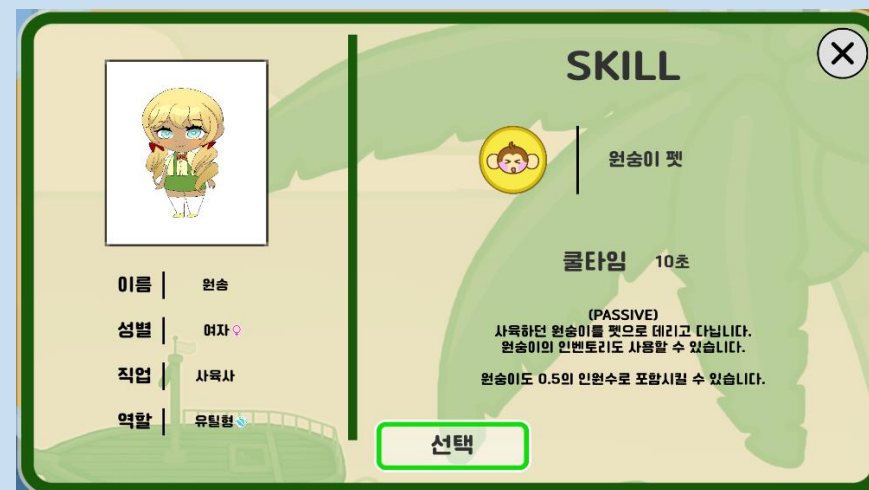 이름 원송
성별 여자
직업 사육사
역할 유틸형
SKILL
원숭이 펫
쿨타임 10초
(PASSIVE)
사육하던 원숭이를 펫으로 데리고 다닙니다.
원숭이의 인벤토리도 사용할 수 있습니다.
원숭이도 0.5의 인원수로 포함시킬 수 있습니다.
선택